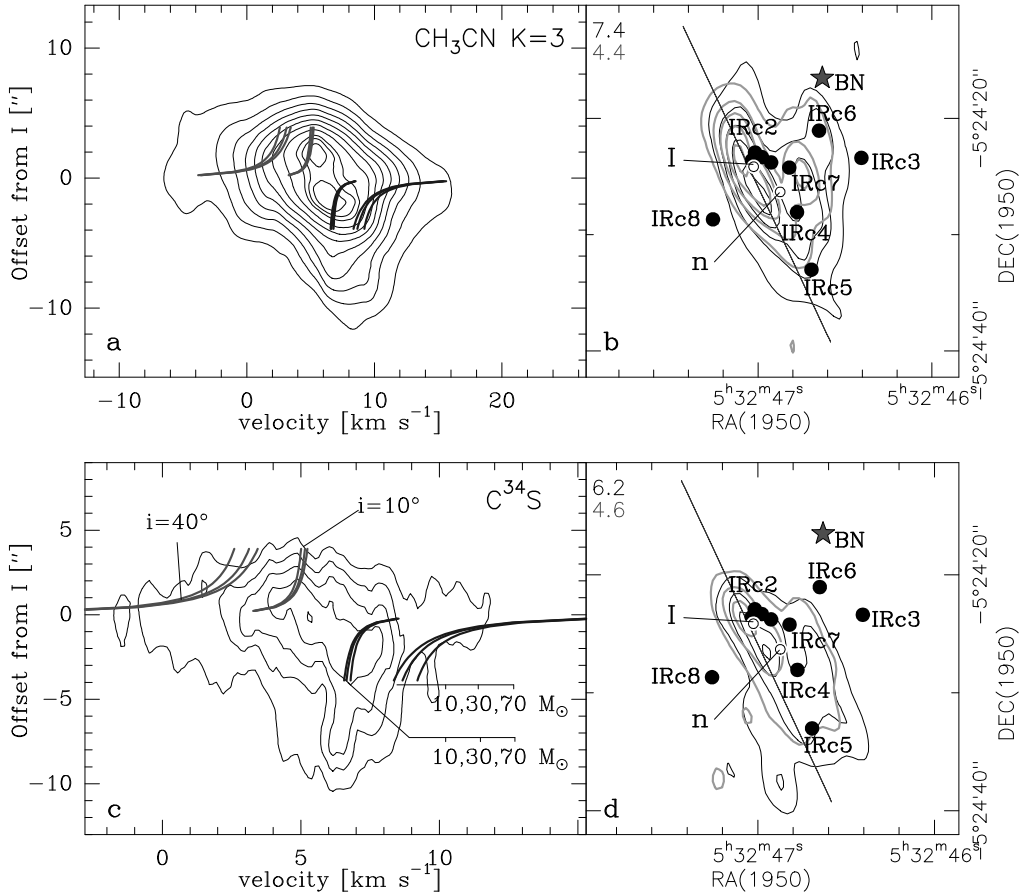 CH₃CN K=3
10
0
−10
Offset from I ["]
a
−10 0 10 20
velocity [km s⁻¹]
7.4
4.4
BN
IRc6
IRc2
I
IRc3
IRc7
IRc8
IRc4
n
IRc5
b
−5°24'20"
−5°24'40"
DEC(1950)
5ʰ32ᵐ47ˢ 5ʰ32ᵐ46ˢ
RA(1950)
C³⁴S
i=10°
i=40°
5
0
−5
−10
Offset from I ["]
10,30,70 M☉
10,30,70 M☉
c
0 5 10
velocity [km s⁻¹]
6.2
4.6
BN
IRc6
IRc2
I
IRc3
IRc7
IRc8
IRc4
n
IRc5
d
−5°24'20"
−5°24'40"
DEC(1950)
5ʰ32ᵐ47ˢ 5ʰ32ᵐ46ˢ
RA(1950)